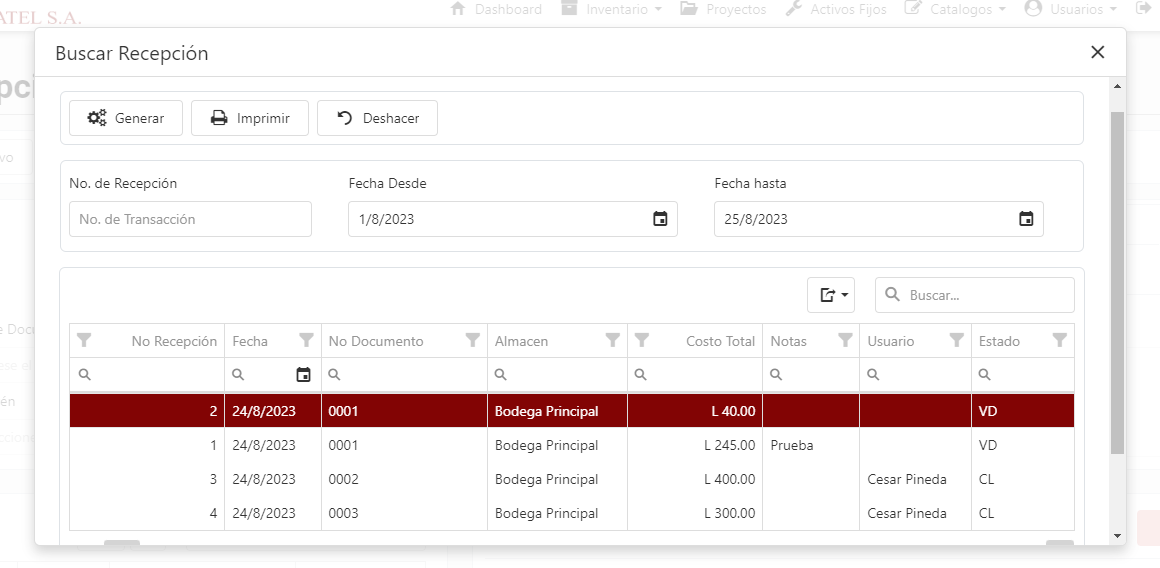 ATEL S.A.
Dashboard Inventario Proyectos Activos Fijos Catalogos Usuarios
Buscar Recepción
Generar Imprimir Deshacer
No. de Recepción Fecha Desde Fecha hasta
No. de Transacción 1/8/2023 25/8/2023
Buscar...
No Recepción Fecha No Documento Almacen Costo Total Notas Usuario Estado
2 24/8/2023 0001 Bodega Principal L 40.00 VD
1 24/8/2023 0001 Bodega Principal L 245.00 Prueba VD
3 24/8/2023 0002 Bodega Principal L 400.00 Cesar Pineda CL
4 24/8/2023 0003 Bodega Principal L 300.00 Cesar Pineda CL